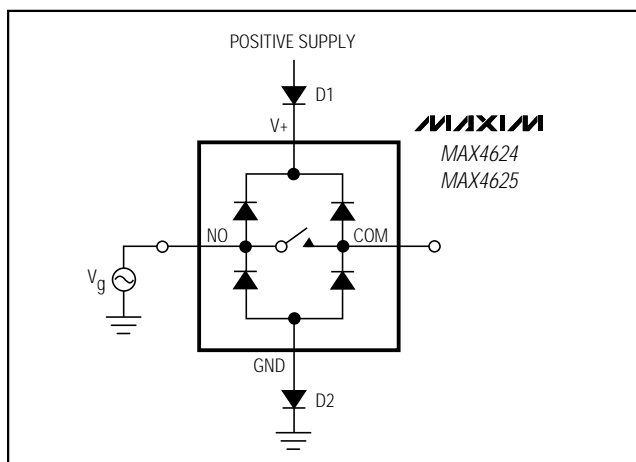 POSITIVE SUPPLY
D1
V+
MAXIM
MAX4624
MAX4625
NO
COM
Vg
GND
D2